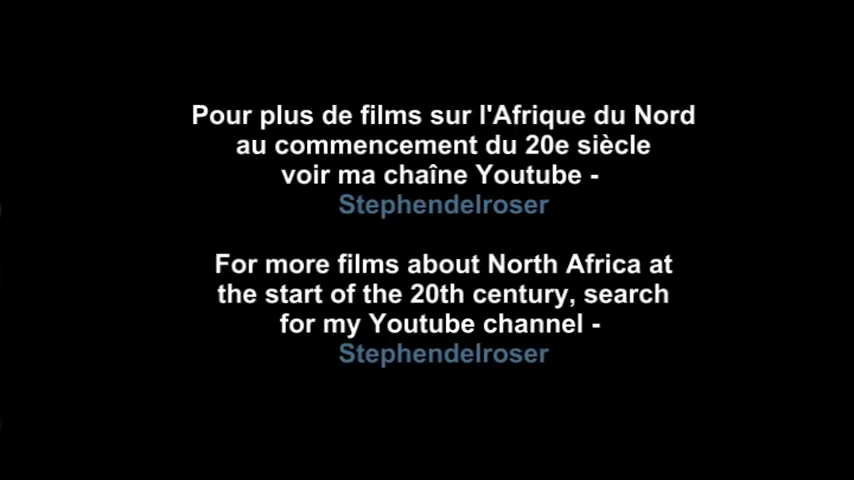 Pour plus de films sur l'Afrique du Nord
au commencement du 20e siècle
voir ma chaîne Youtube -
Stephendelroser
For more films about North Africa at
the start of the 20th century, search
for my Youtube channel -
Stephendelroser